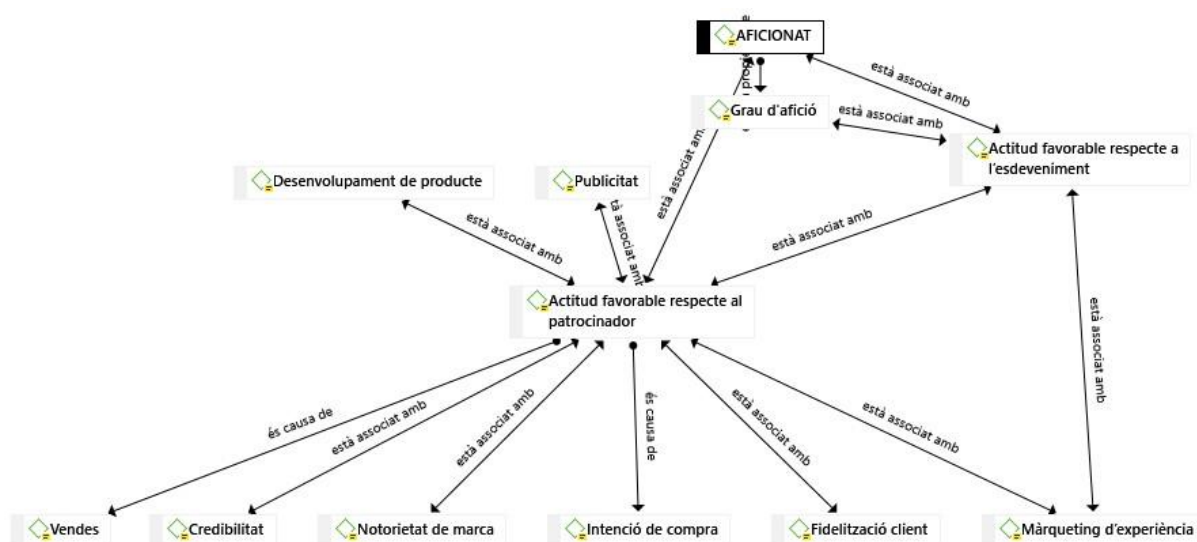 AFICIONAT
està associat amb
Grau d'afició
està associat amb
Actitud favorable respecte a
l'esdeveniment
està associat
Desenvolupament de producte
Publicitat
està associat amb
tà associat amb
està associat amb
Actitud favorable respecte al
patrocinador
està associat amb
és causa de
està associat amb
està associat amb
és causa de
està associat amb
està associat amb
Vendes
Credibilitat
Notorietat de marca
Intenció de compra
Fidelització client
Màrqueting d'experiència